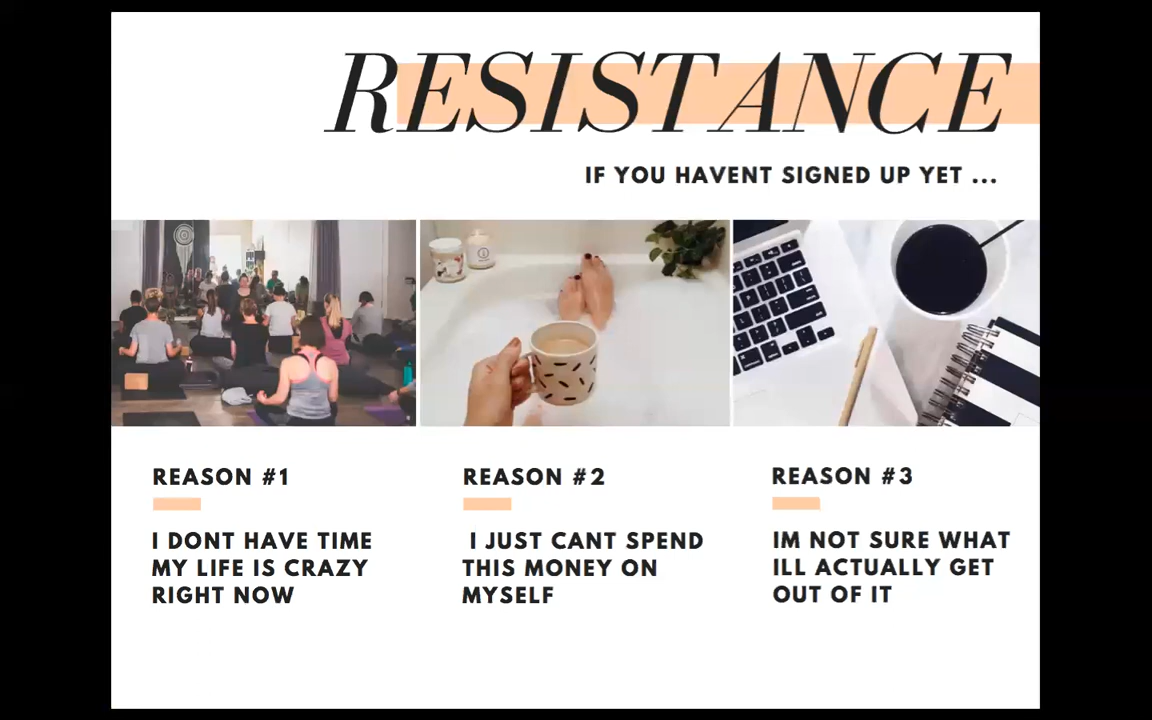 RESISTANCE
IF YOU HAVENT SIGNED UP YET ...
REASON #1
I DONT HAVE TIME
MY LIFE IS CRAZY
RIGHT NOW
REASON #2
I JUST CANT SPEND
THIS MONEY ON
MYSELF
REASON #3
IM NOT SURE WHAT
ILL ACTUALLY GET
OUT OF IT